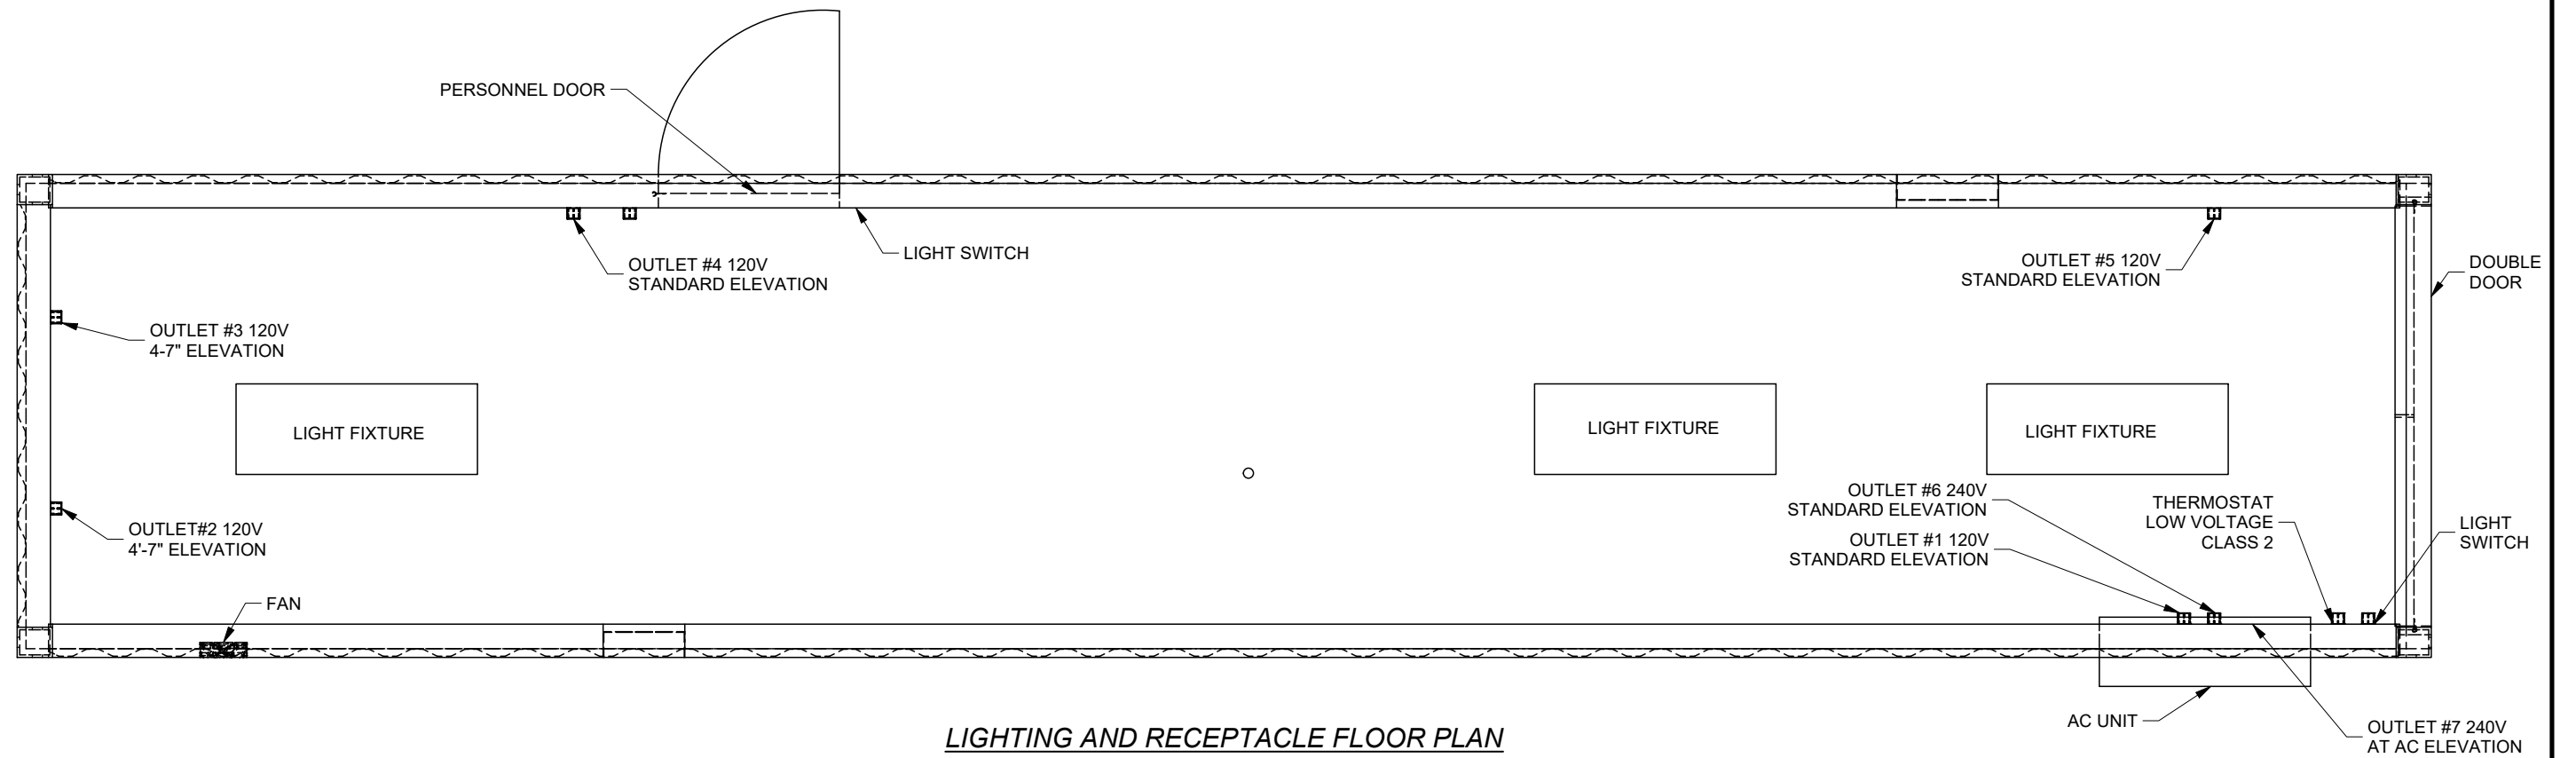 PERSONNEL DOOR
LIGHT SWITCH
OUTLET #4 120V
STANDARD ELEVATION
OUTLET #5 120V
STANDARD ELEVATION
DOUBLE
DOOR
OUTLET #3 120V
4-7" ELEVATION
LIGHT FIXTURE
LIGHT FIXTURE
LIGHT FIXTURE
OUTLET#2 120V
4'-7" ELEVATION
OUTLET #6 240V
STANDARD ELEVATION
OUTLET #1 120V
STANDARD ELEVATION
THERMOSTAT
LOW VOLTAGE
CLASS 2
LIGHT
SWITCH
FAN
AC UNIT
OUTLET #7 240V
AT AC ELEVATION
LIGHTING AND RECEPTACLE FLOOR PLAN